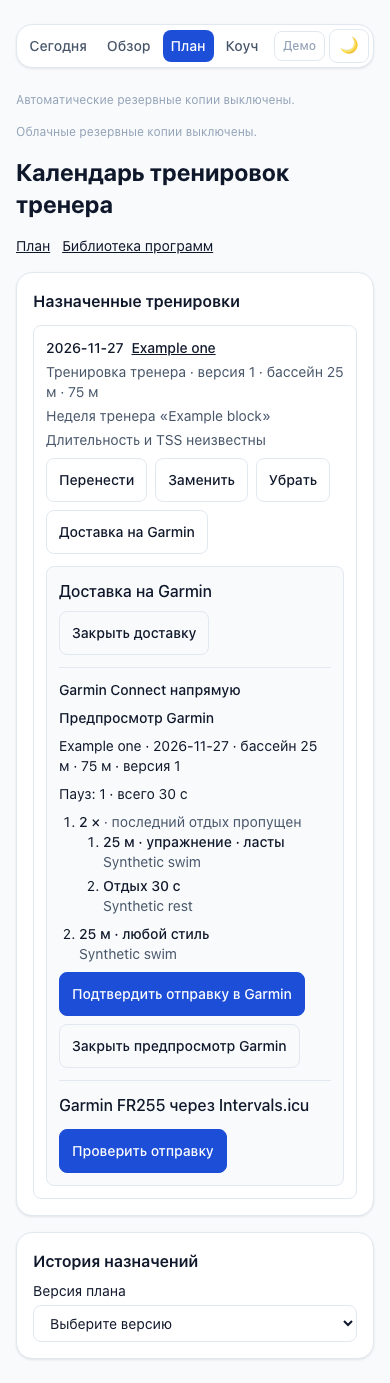 Сегодня Обзор План Коуч Демо 🌙
Автоматические резервные копии выключены.
Облачные резервные копии выключены.
Календарь тренировок
тренера
План Библиотека программ
Назначенные тренировки
2026-11-27 Example one
Тренировка тренера · версия 1 · бассейн 25
м · 75 м
Неделя тренера «Example block»
Длительность и TSS неизвестны
Перенести Заменить Убрать
Доставка на Garmin
Доставка на Garmin
Закрыть доставку
Garmin Connect напрямую
Предпросмотр Garmin
Example one · 2026-11-27 · бассейн 25
м · 75 м · версия 1
Пауз: 1 · всего 30 с
1. 2 × · последний отдых пропущен
1. 25 м · упражнение · ласты
Synthetic swim
2. Отдых 30 с
Synthetic rest
2. 25 м · любой стиль
Synthetic swim
Подтвердить отправку в Garmin
Закрыть предпросмотр Garmin
Garmin FR255 через Intervals.icu
Проверить отправку
История назначений
Версия плана
Выберите версию